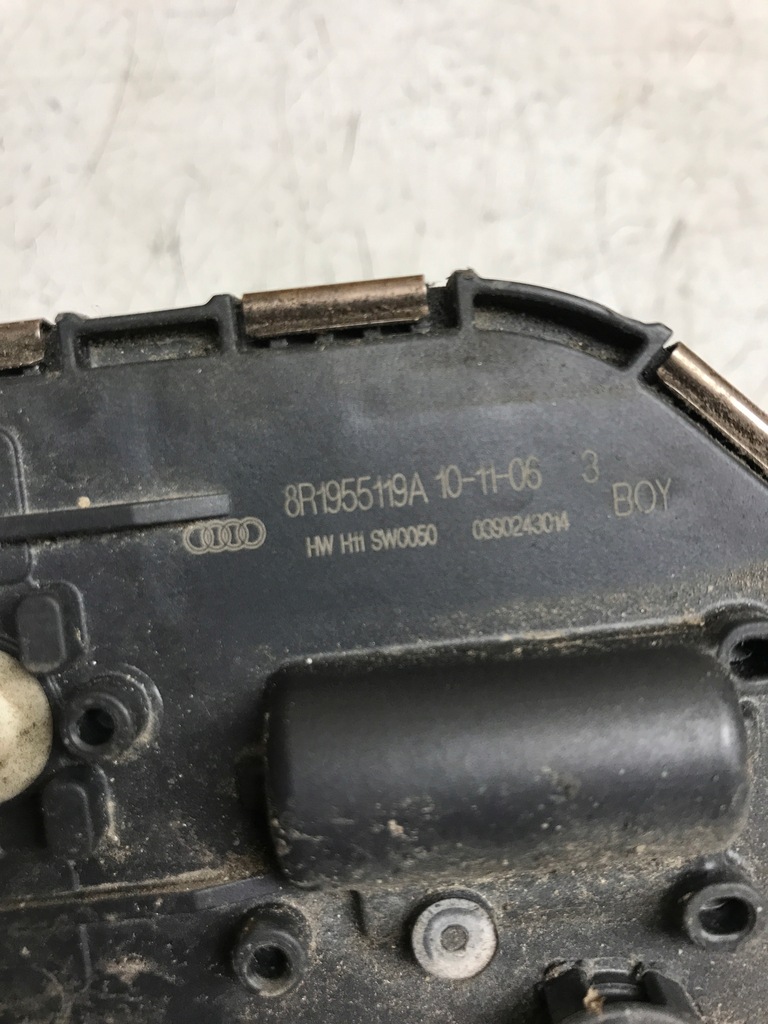 8R1955119A 10-11-06 3
BOY
HW H11 SW0050 0390243014